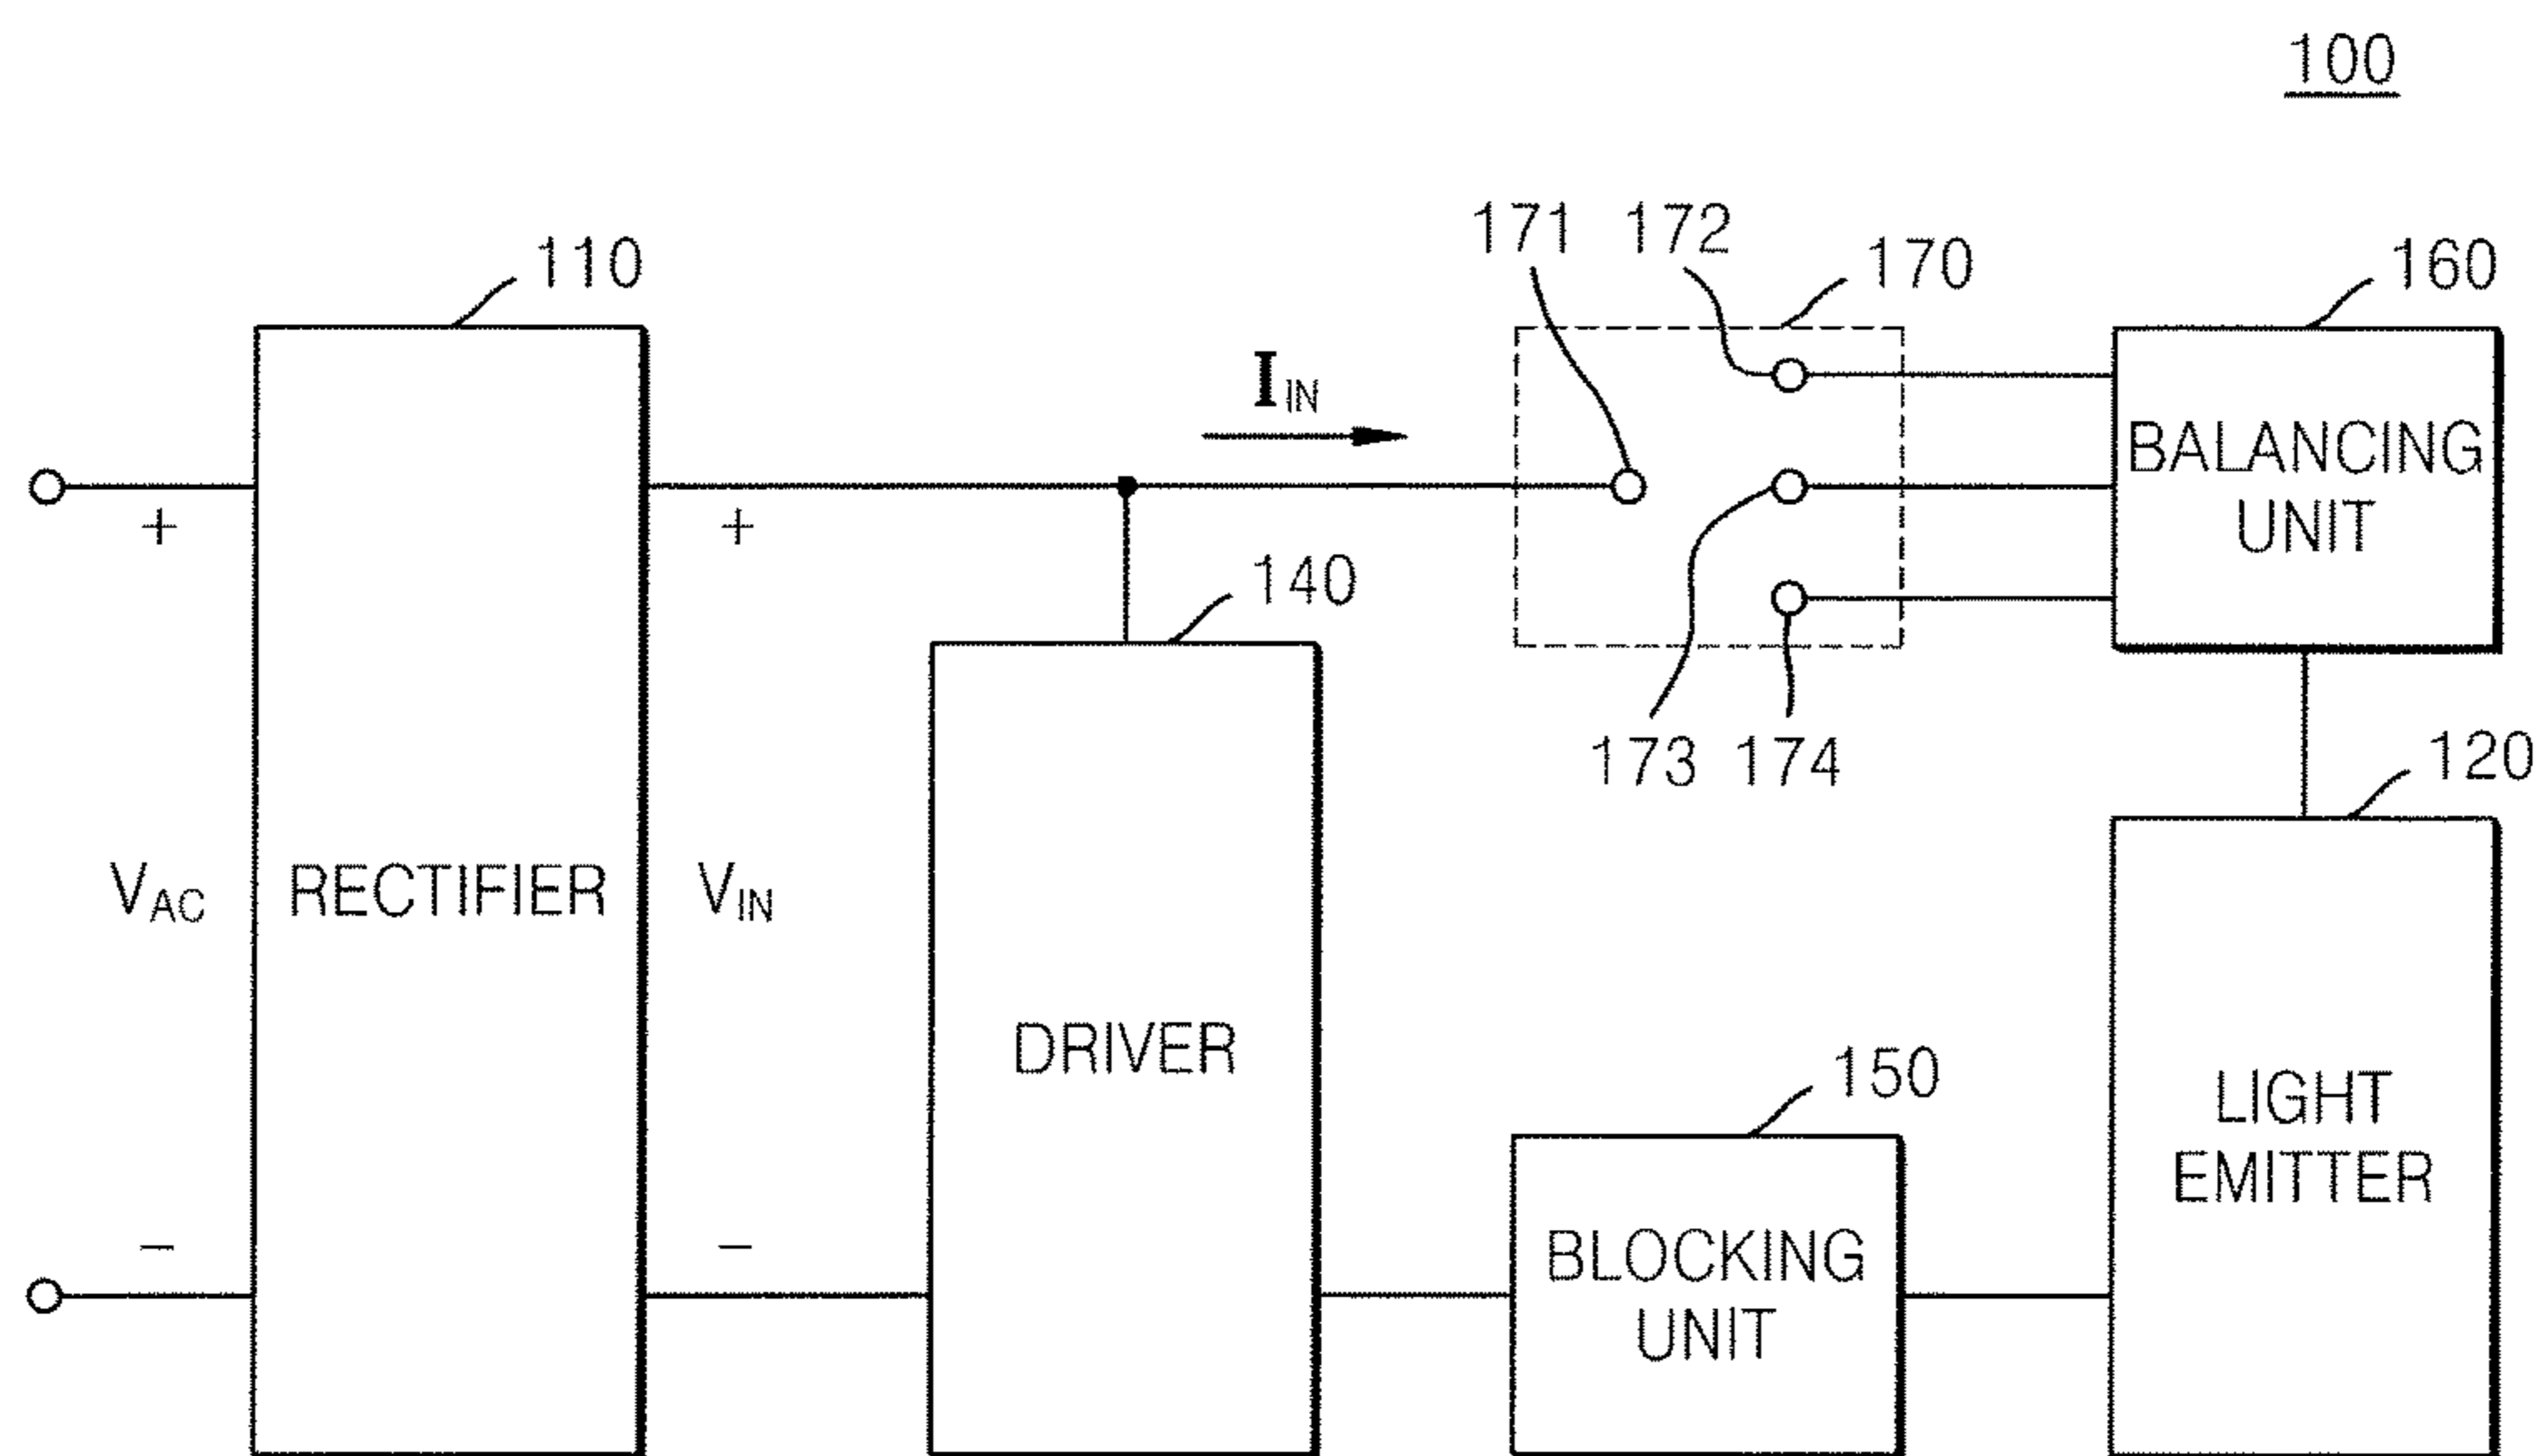 100
110
171
172
170
160
I IN
+
+
BALANCING
UNIT
140
173
174
120
VAC
RECTIFIER
VIN
DRIVER
150
LIGHT
EMITTER
BLOCKING
UNIT
−
−